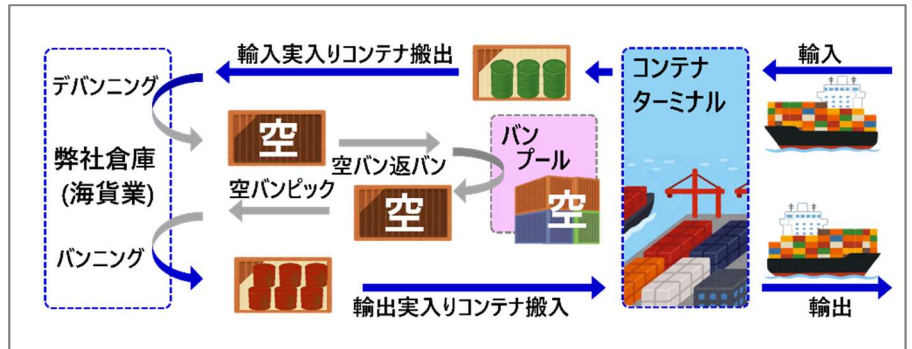 輸入実入りコンテナ搬出
コンテナ
ターミナル
輸入
デバンニング
空
バン
プール
空バン返バン
弊社倉庫
(海貨業)
空バンピック
空
空
バンニング
輸出実入りコンテナ搬入
輸出